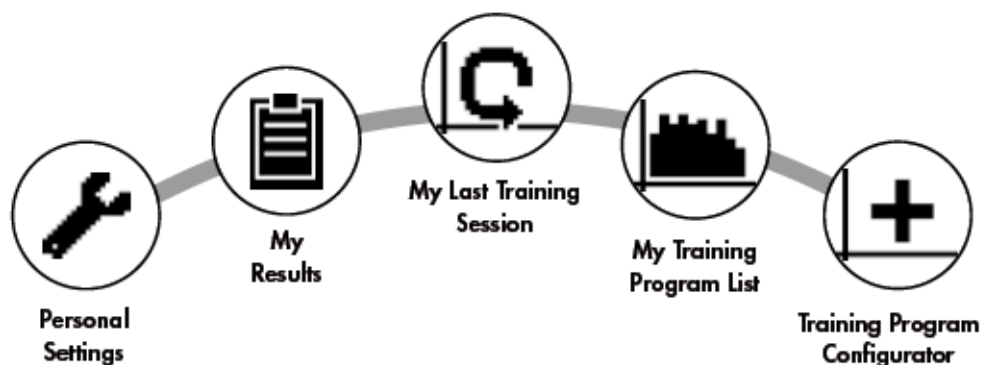 Personal
Settings
My
Results
My Last Training
Session
My Training
Program List
Training Program
Configurator